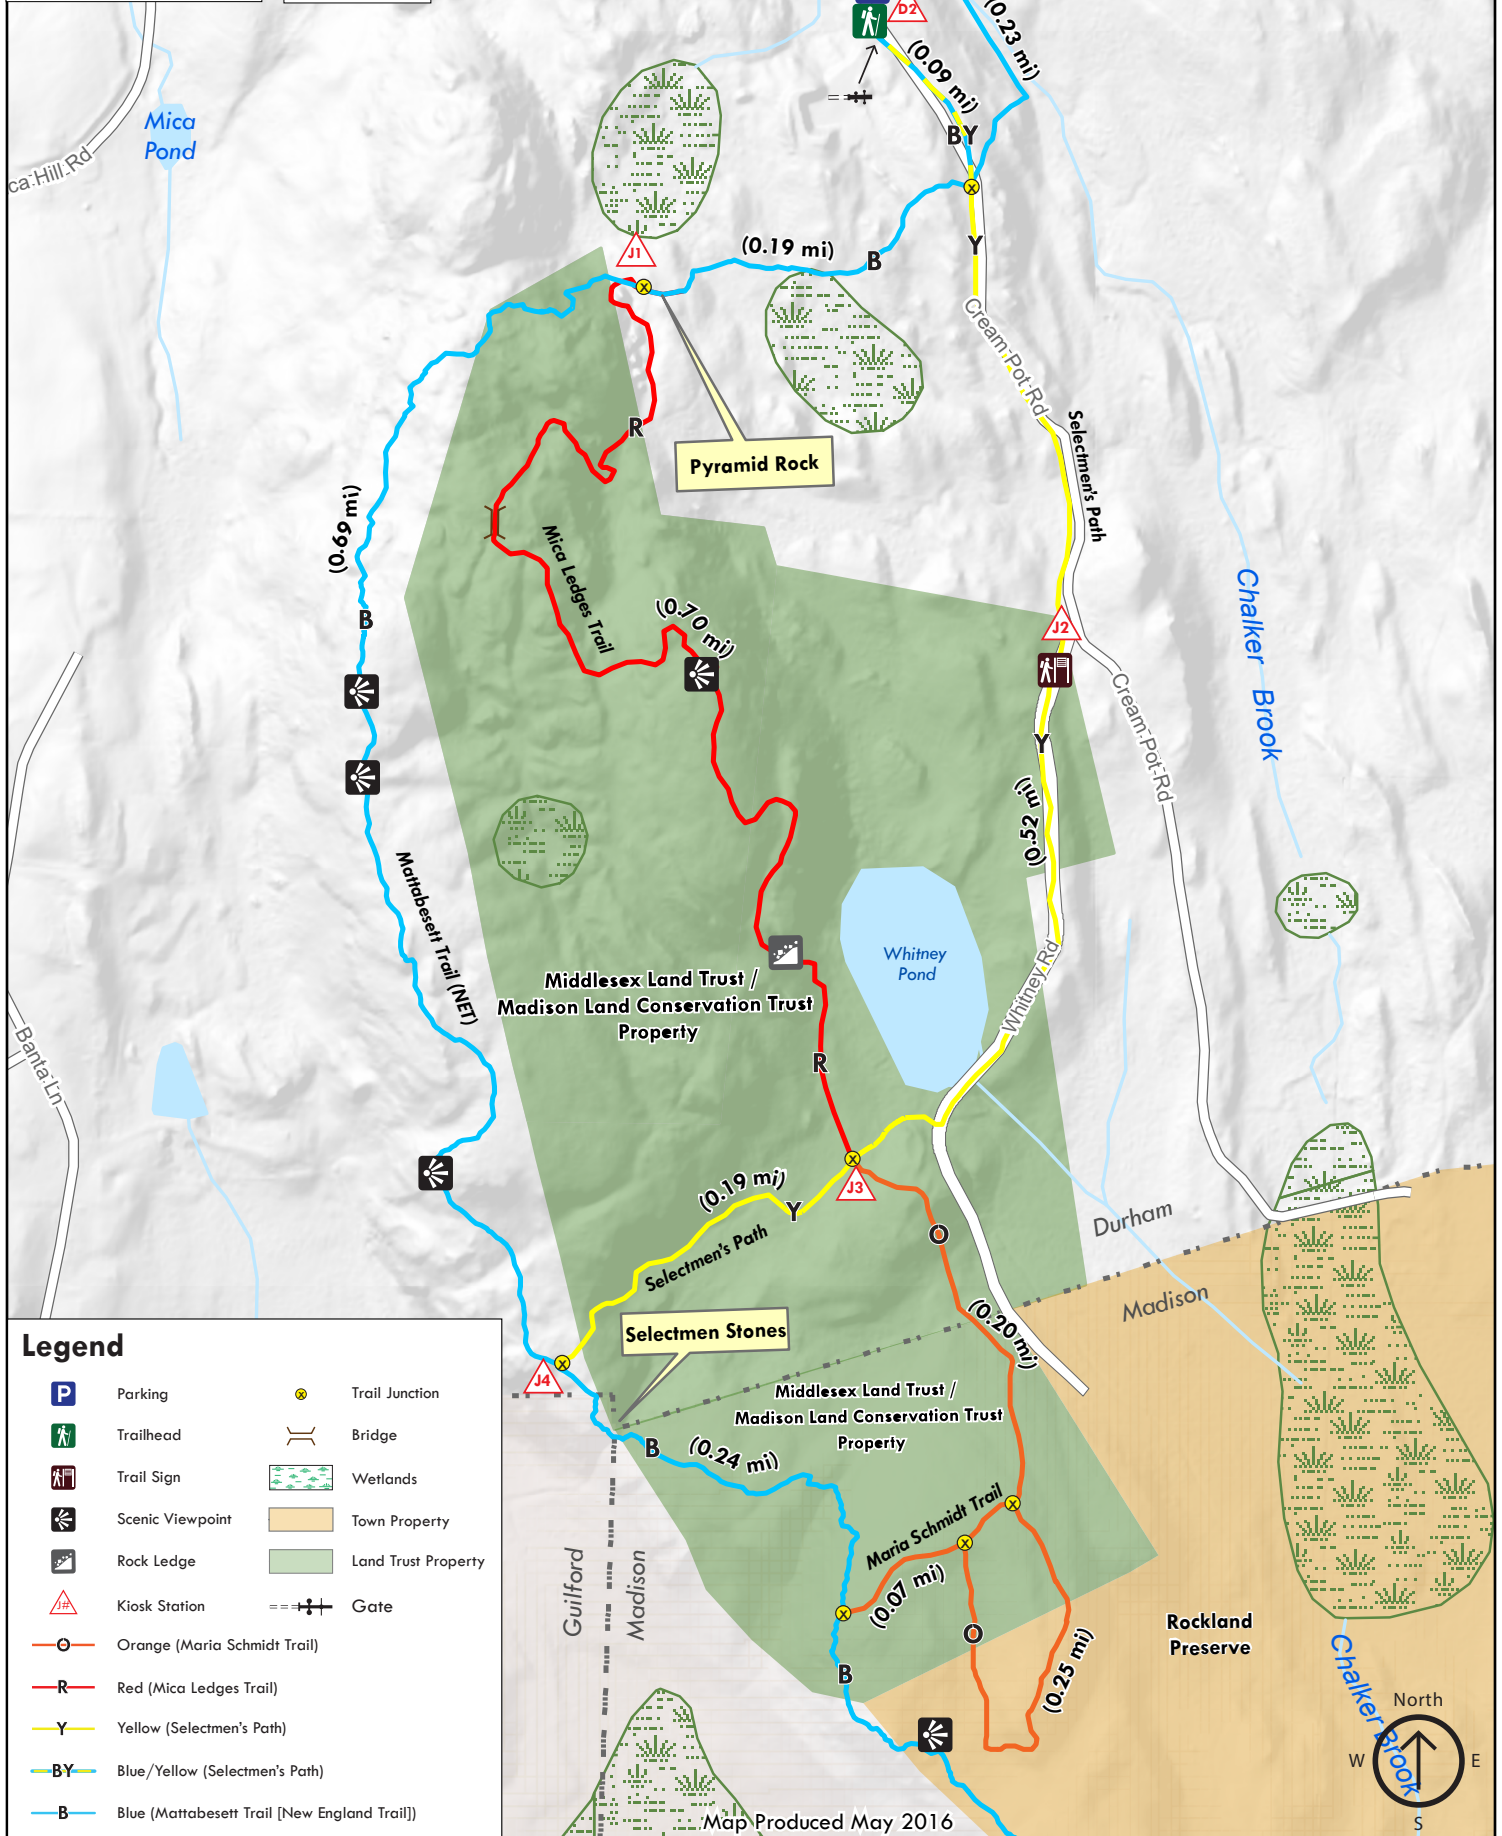 D2
(0.23 mi)
(0.09 mi)
BY
Mica
Pond
ca Hill Rd
J1
(0.19 mi)
B
Y
Cream Pot Rd
R
Pyramid Rock
Selectmen's Path
(0.69 mi)
Mica Ledges Trail
B
(0.70 mi)
J2
Chalker Brook
Cream Pot Rd
Y
(0.52 mi)
Mattabesett Trail (NET)
Whitney
Pond
Whitney Rd
Middlesex Land Trust /
Madison Land Conservation Trust
Property
Banta Ln
R
(0.19 mi)
J3
Y
Selectmen's Path
O
Durham
Madison
(0.20 mi)
Selectmen Stones
J4
Middlesex Land Trust /
Madison Land Conservation Trust
Property
B
(0.24 mi)
Maria Schmidt Trail
(0.07 mi)
Guilford
Madison
O
Rockland
Preserve
(0.25 mi)
B
Chalker Brook
North
W
E
S
Map Produced May 2016
Legend
P
Parking
x
Trail Junction
Trailhead
Bridge
Trail Sign
Wetlands
Scenic Viewpoint
Town Property
Rock Ledge
Land Trust Property
J#
Kiosk Station
Gate
O
Orange (Maria Schmidt Trail)
R
Red (Mica Ledges Trail)
Y
Yellow (Selectmen's Path)
BY
Blue/Yellow (Selectmen's Path)
B
Blue (Mattabesett Trail [New England Trail])